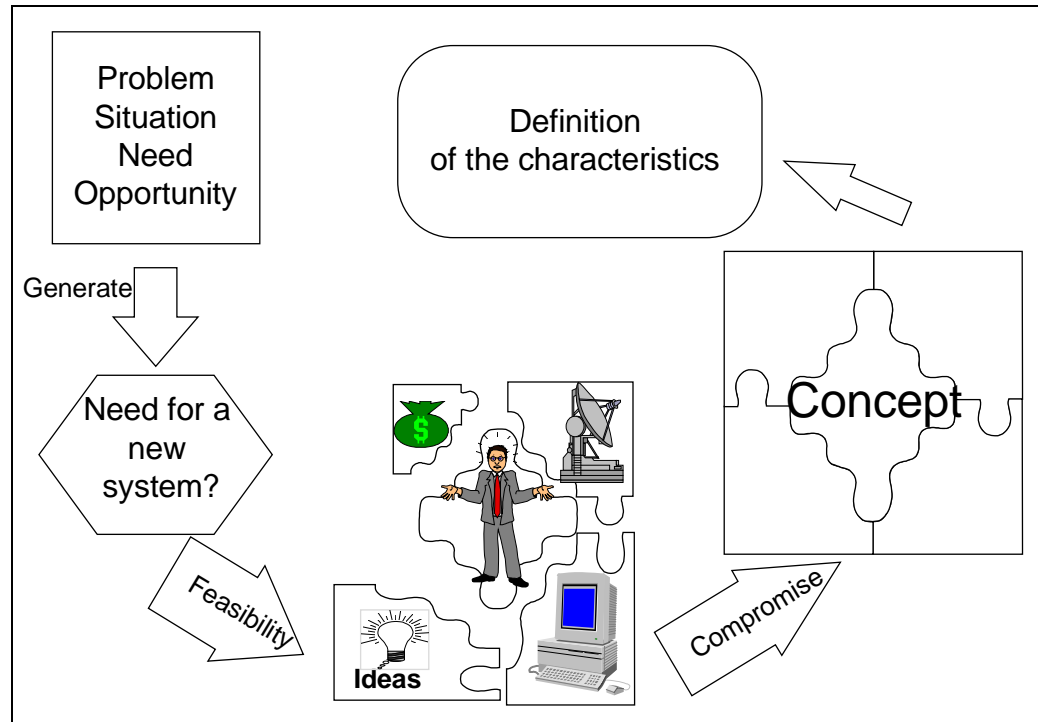 Problem
Situation
Need
Opportunity
Generate
Need for a
new
system?
Feasibility
$
Ideas
Compromise
Concept
Definition
of the characteristics